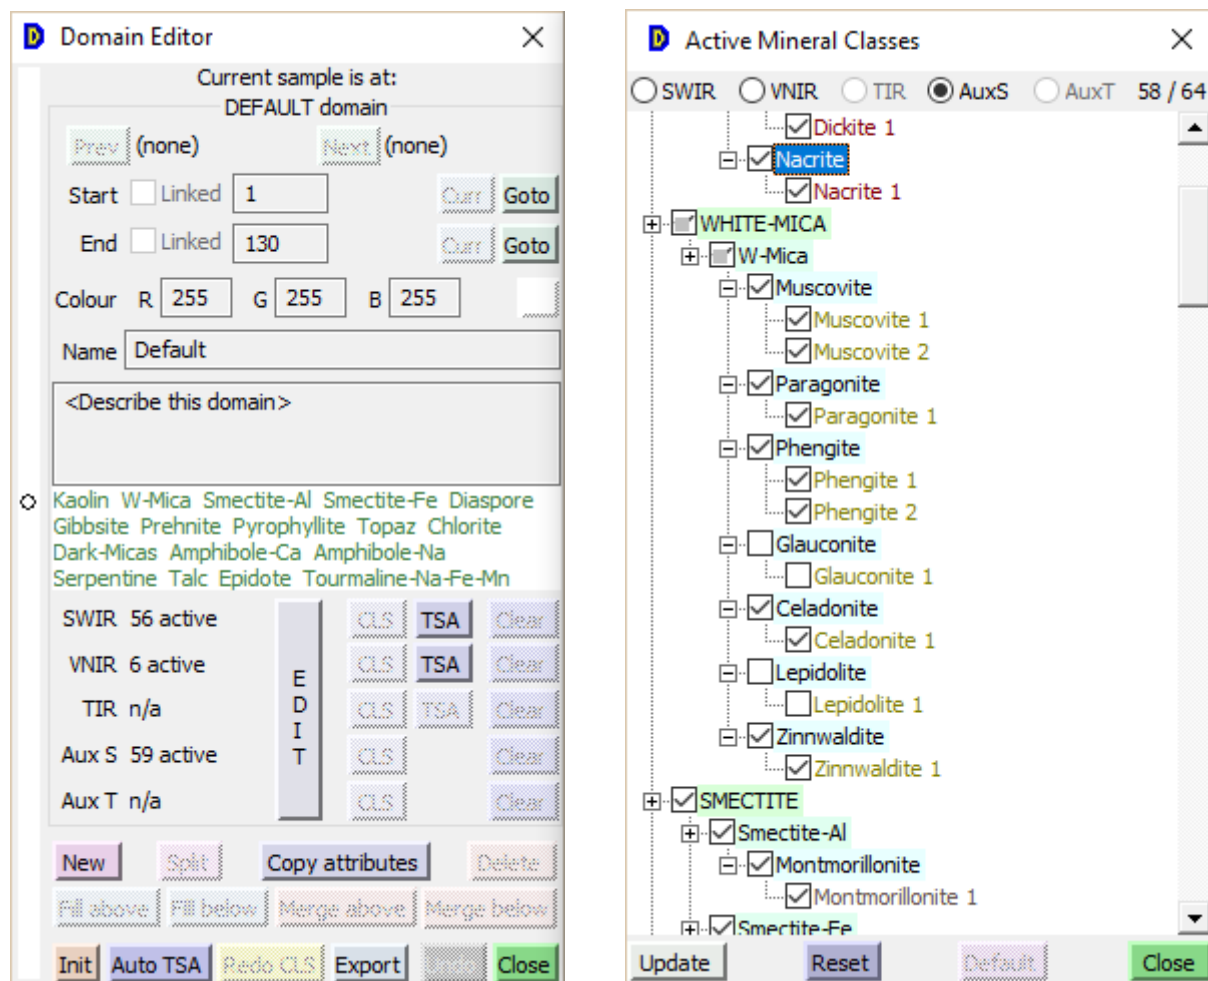 Domain Editor
Current sample is at:
DEFAULT domain
Prev (none) Next (none)
Start Linked 1 Curr Goto
End Linked 130 Curr Goto
Colour R 255 G 255 B 255
Name Default
<Describe this domain>
Kaolin W-Mica Smectite-Al Smectite-Fe Diaspore
Gibbsite Prehnite Pyrophyllite Topaz Chlorite
Dark-Micas Amphibole-Ca Amphibole-Na
Serpentine Talc Epidote Tourmaline-Na-Fe-Mn
SWIR 56 active CLS TSA Clear
VNIR 6 active CLS TSA Clear
TIR n/a CLS TSA Clear
Aux S 59 active CLS Clear
Aux T n/a CLS Clear
EDIT
New Split Copy attributes Delete
Fill above Fill below Merge above Merge below
Init Auto TSA Redo CLS Export Undo Close
Active Mineral Classes
SWIR VNIR TIR AuxS AuxT 58 / 64
Dickite 1
Nacrite
Nacrite 1
WHITE-MICA
W-Mica
Muscovite
Muscovite 1
Muscovite 2
Paragonite
Paragonite 1
Phengite
Phengite 1
Phengite 2
Glauconite
Glauconite 1
Celadonite
Celadonite 1
Lepidolite
Lepidolite 1
Zinnwaldite
Zinnwaldite 1
SMECTITE
Smectite-Al
Montmorillonite
Montmorillonite 1
Smectite-Fe
Update Reset Default Close